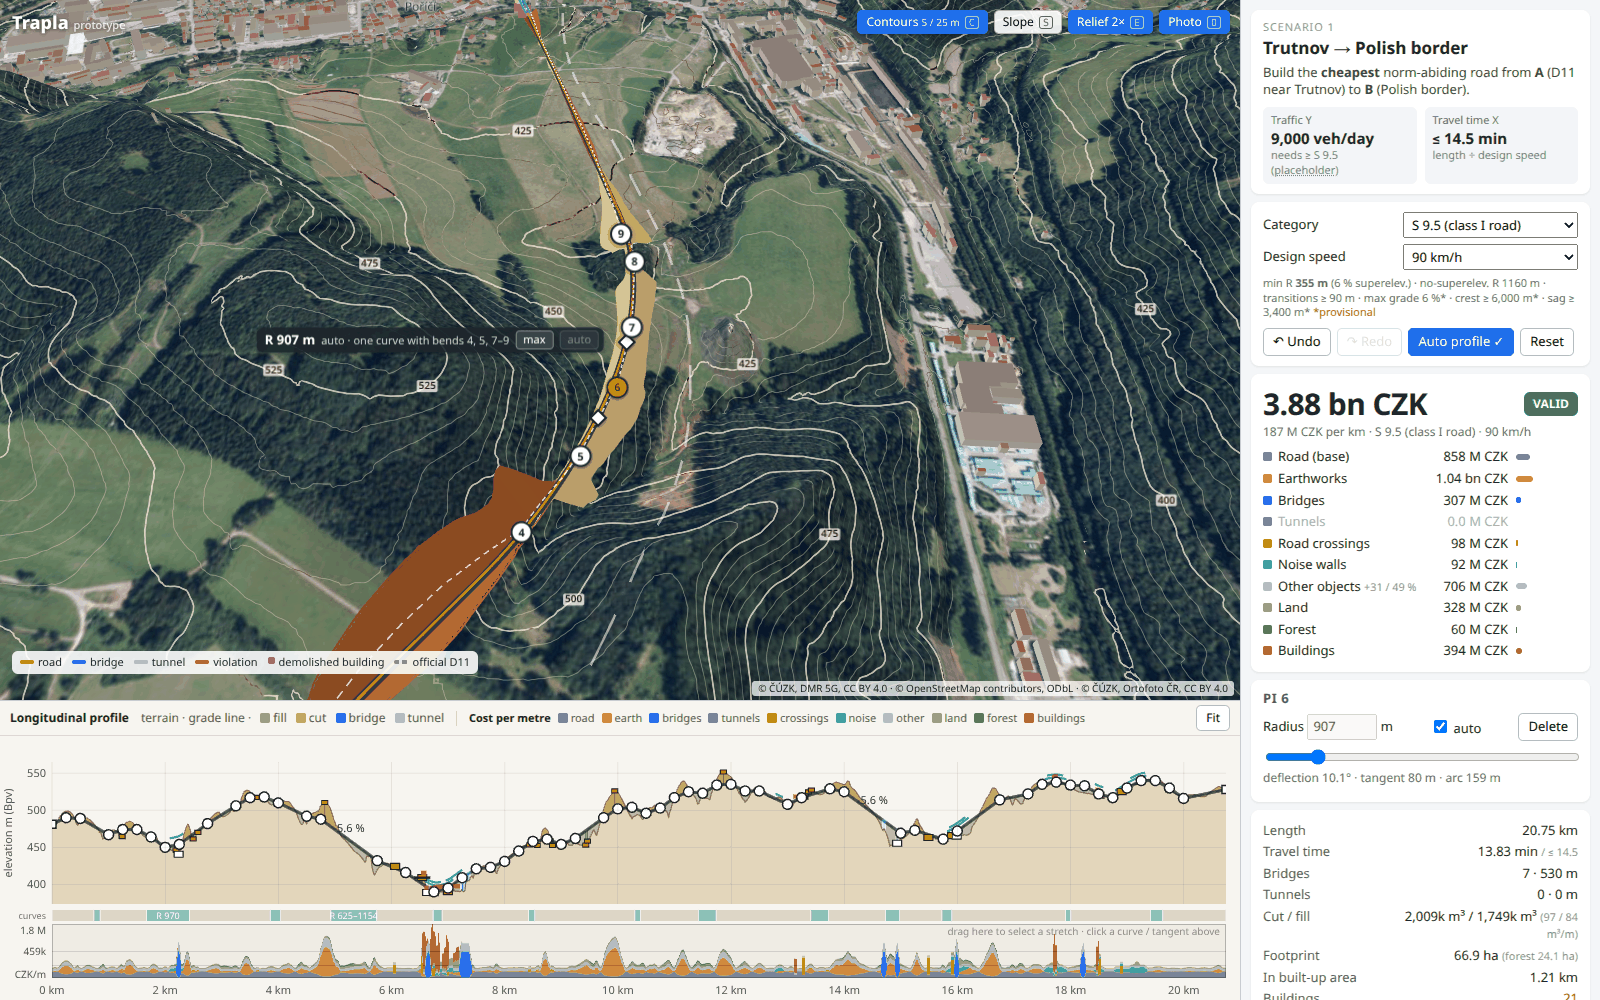 Trapla prototype
Contours 5 / 25 m C
Slope S
Relief 2× E
Photo O
425
475
450
525
525
425
425
400
475
500
9
8
7
6
5
4
R 907 m auto · one curve with bends 4, 5, 7–9 max auto
road bridge tunnel violation demolished building official D11
© ČÚZK, DMR 5G, CC BY 4.0 · © OpenStreetMap contributors, ODbL · © ČÚZK, Ortofoto ČR, CC BY 4.0
Longitudinal profile terrain · grade line · fill cut bridge tunnel Cost per metre road earth bridges tunnels crossings noise other land forest buildings Fit
elevation m (Bpv)
550
500
450
400
5.6 %
5.6 %
curves R 970 R 625–1154
1.8 M
459k
CZK/m
drag here to select a stretch · click a curve / tangent above
0 km 2 km 4 km 6 km 8 km 10 km 12 km 14 km 16 km 18 km 20 km
SCENARIO 1
Trutnov → Polish border
Build the cheapest norm-abiding road from A (D11
near Trutnov) to B (Polish border).
Traffic Y
9,000 veh/day
needs ≥ S 9.5
(placeholder)
Travel time X
≤ 14.5 min
length ÷ design speed
Category S 9.5 (class I road)
Design speed 90 km/h
min R 355 m (6 % superelev.) · no-superelev. R 1160 m ·
transitions ≥ 90 m · max grade 6 %* · crest ≥ 6,000 m* · sag ≥
3,400 m* *provisional
↶ Undo ↷ Redo Auto profile ✓ Reset
3.88 bn CZK VALID
187 M CZK per km · S 9.5 (class I road) · 90 km/h
Road (base) 858 M CZK
Earthworks 1.04 bn CZK
Bridges 307 M CZK
Tunnels 0.0 M CZK
Road crossings 98 M CZK
Noise walls 92 M CZK
Other objects +31 / 49 % 706 M CZK
Land 328 M CZK
Forest 60 M CZK
Buildings 394 M CZK
PI 6
Radius 907 m auto Delete
deflection 10.1° · tangent 80 m · arc 159 m
Length 20.75 km
Travel time 13.83 min / ≤ 14.5
Bridges 7 · 530 m
Tunnels 0 · 0 m
Cut / fill 2,009k m³ / 1,749k m³ (97 / 84
m³/m)
Footprint 66.9 ha (forest 24.1 ha)
In built-up area 1.21 km
Buildings 21